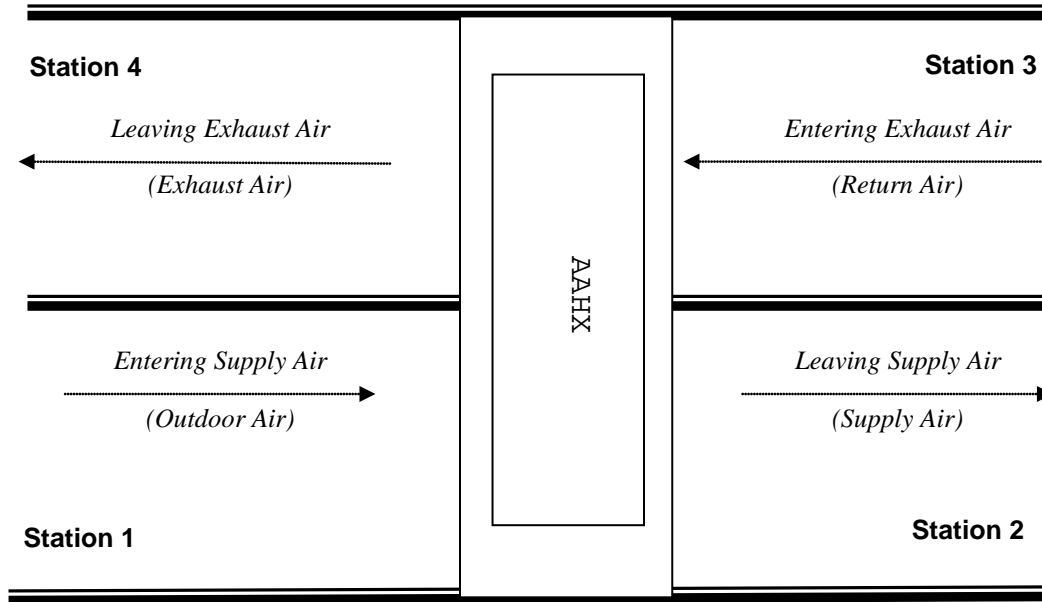 Station 4
Station 3
Leaving Exhaust Air
(Exhaust Air)
Entering Exhaust Air
(Return Air)
AAHX
Entering Supply Air
(Outdoor Air)
Leaving Supply Air
(Supply Air)
Station 1
Station 2